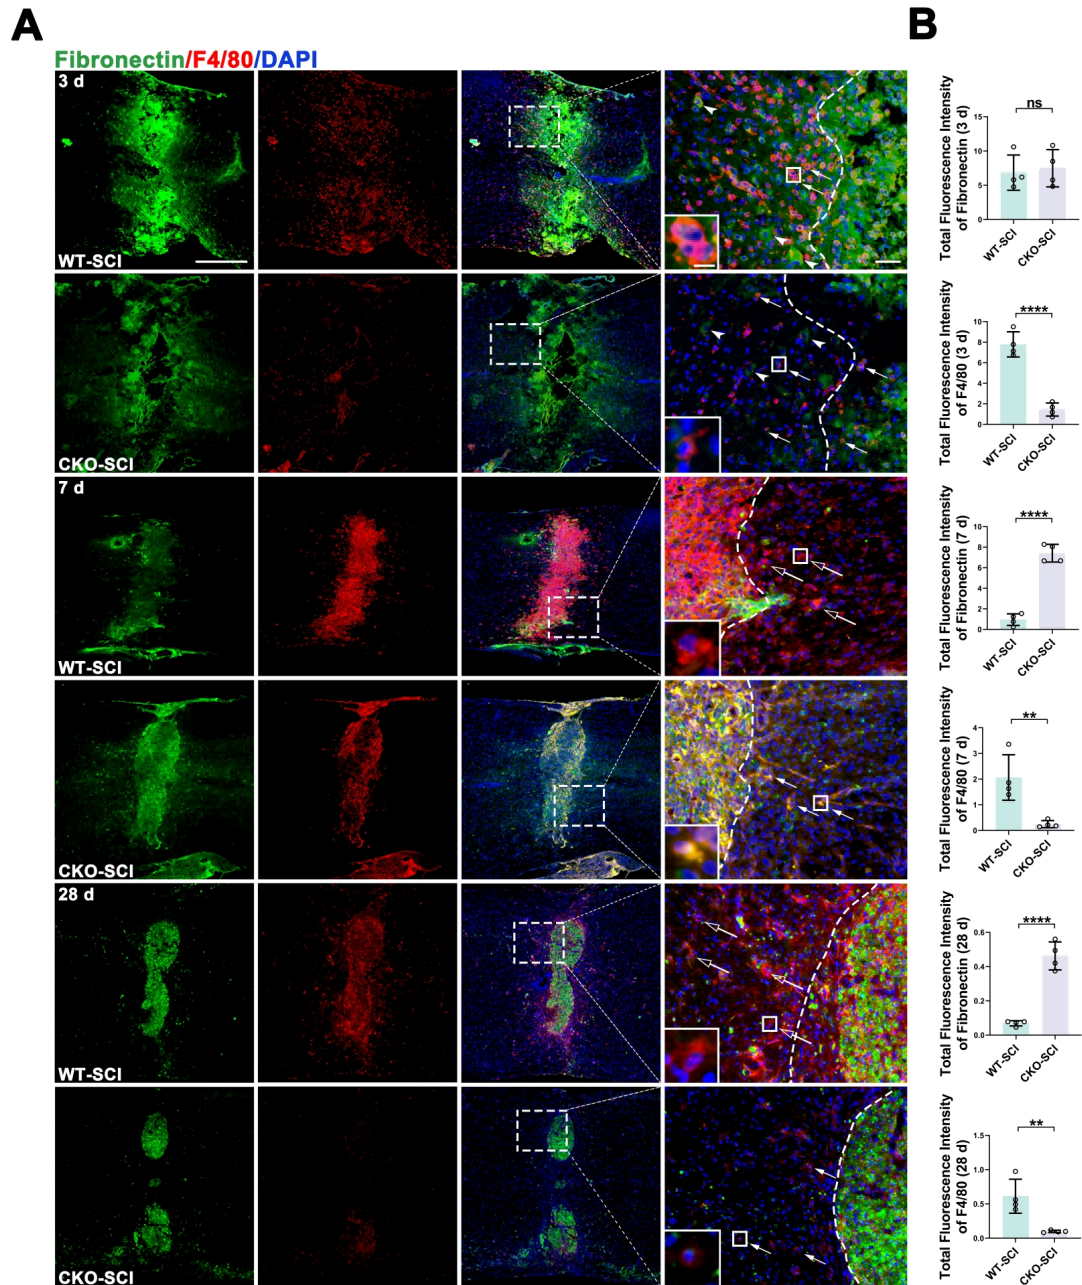 A
B
Fibronectin/F4/80/DAPI
3 d
WT-SCI
CKO-SCI
7 d
WT-SCI
CKO-SCI
28 d
WT-SCI
CKO-SCI
Total Fluorescence Intensity
of Fibronectin (3 d)
15
10
5
0
ns
WT-SCI
CKO-SCI
Total Fluorescence Intensity
of F4/80 (3 d)
10
8
6
4
2
0
****
WT-SCI
CKO-SCI
Total Fluorescence Intensity
of Fibronectin (7 d)
10
8
6
4
2
0
****
WT-SCI
CKO-SCI
Total Fluorescence Intensity
of F4/80 (7 d)
4
3
2
1
0
**
WT-SCI
CKO-SCI
Total Fluorescence Intensity
of Fibronectin (28 d)
0.6
0.4
0.2
0.0
****
WT-SCI
CKO-SCI
Total Fluorescence Intensity
of F4/80 (28 d)
1.5
1.0
0.5
0.0
**
WT-SCI
CKO-SCI